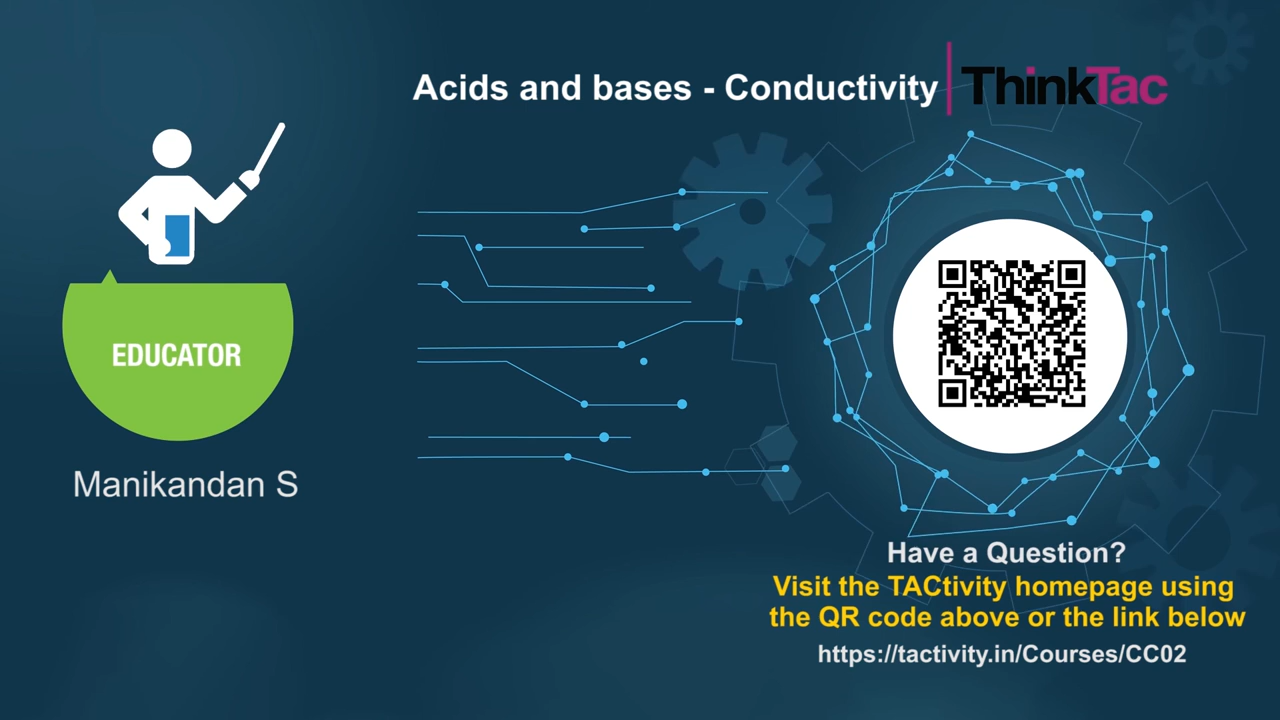 Acids and bases - Conductivity
ThinkTac
EDUCATOR
Manikandan S
Have a Question?
Visit the TACtivity homepage using
the QR code above or the link below
https://tactivity.in/Courses/CC02